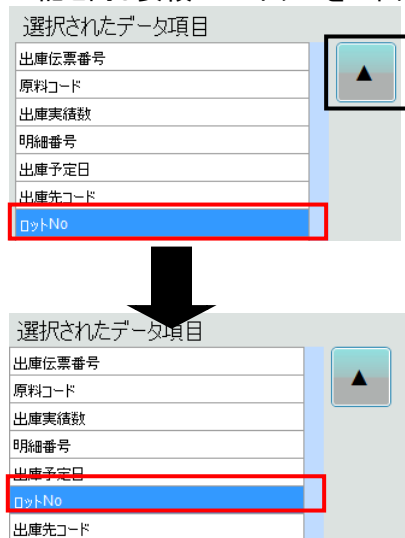 選択されたデータ項目
出庫伝票番号
原料コード
出庫実績数
明細番号
出庫予定日
出庫先コード
ロットNo
▲
選択されたデータ項目
出庫伝票番号
原料コード
出庫実績数
明細番号
出庫予定日
ロットNo
出庫先コード
▲